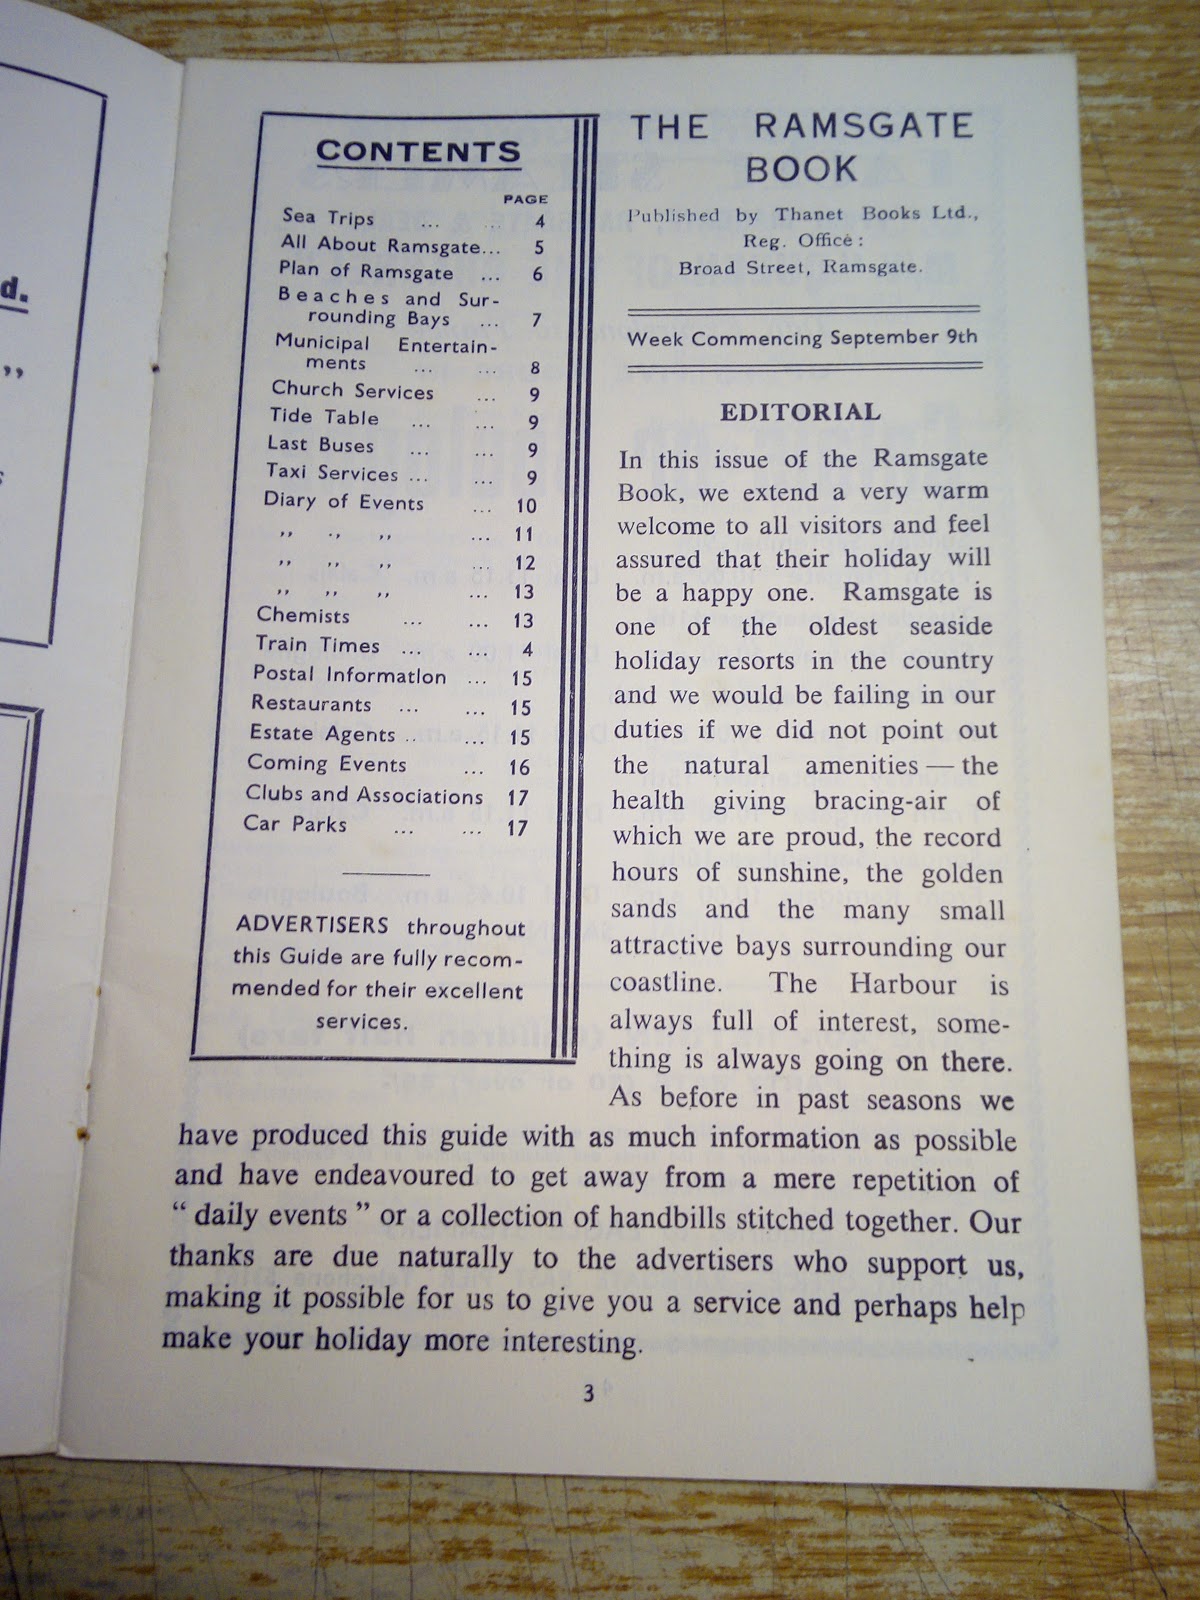 d.
”
CONTENTS
PAGE
Sea Trips ... ... 4
All About Ramsgate... 5
Plan of Ramsgate ... 6
Beaches and Sur-
rounding Bays ... 7
Municipal Entertain-
ments ... ... 8
Church Services ... 9
Tide Table ... ... 9
Last Buses ... ... 9
Taxi Services ... ... 9
Diary of Events ... 10
,, ,, ,, ... 11
,, ,, ,, ... 12
,, ,, ,, ... 13
Chemists ... ... 13
Train Times ... ... 4
Postal Information ... 15
Restaurants ... ... 15
Estate Agents .. ... 15
Coming Events ... 16
Clubs and Associations 17
Car Parks ... ... 17
ADVERTISERS throughout
this Guide are fully recom-
mended for their excellent
services.
THE RAMSGATE
BOOK
Published by Thanet Books Ltd.,
Reg. Office :
Broad Street, Ramsgate.
Week Commencing September 9th
EDITORIAL
In this issue of the Ramsgate
Book, we extend a very warm
welcome to all visitors and feel
assured that their holiday will
be a happy one. Ramsgate is
one of the oldest seaside
holiday resorts in the country
and we would be failing in our
duties if we did not point out
the natural amenities — the
health giving bracing-air of
which we are proud, the record
hours of sunshine, the golden
sands and the many small
attractive bays surrounding our
coastline. The Harbour is
always full of interest, some-
thing is always going on there.
As before in past seasons we
have produced this guide with as much information as possible
and have endeavoured to get away from a mere repetition of
“ daily events ” or a collection of handbills stitched together. Our
thanks are due naturally to the advertisers who support us,
making it possible for us to give you a service and perhaps help
make your holiday more interesting.
3